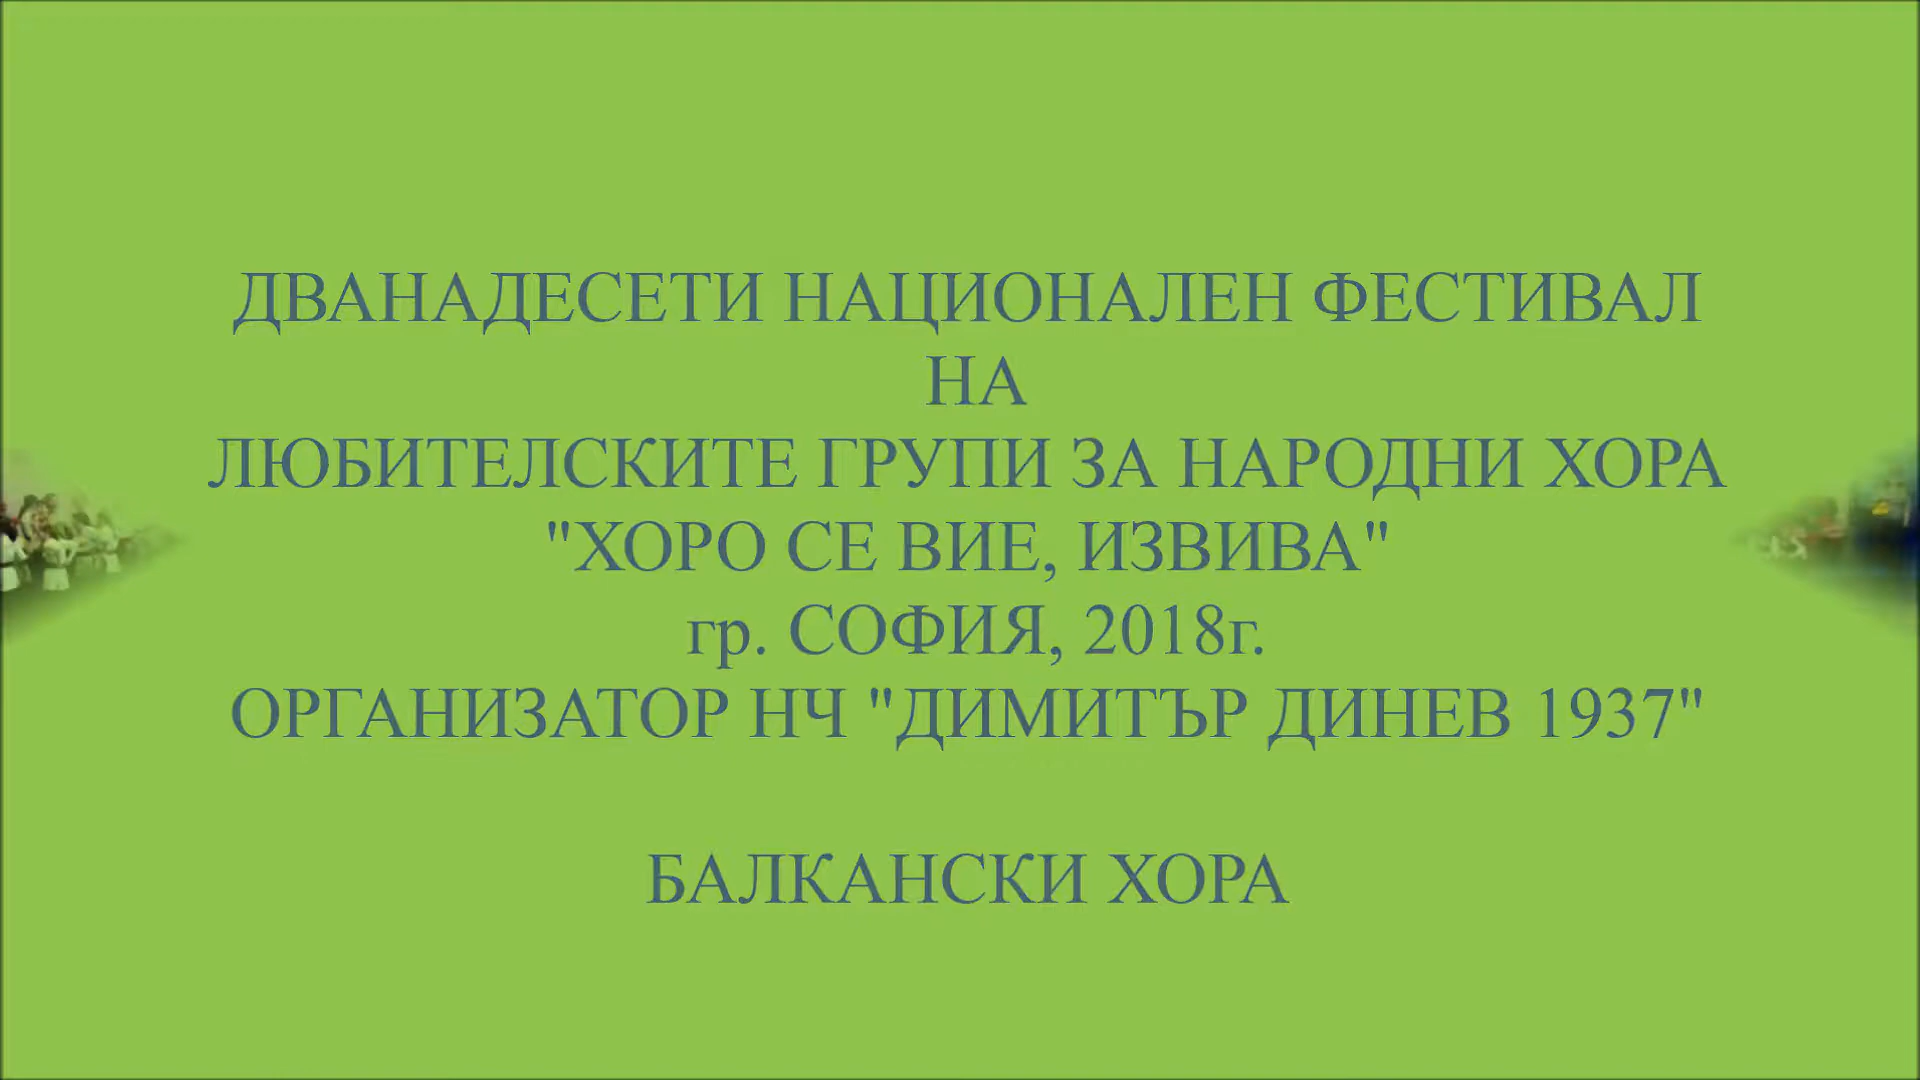 ДВАНАДЕСЕТИ НАЦИОНАЛЕН ФЕСТИВАЛ
НА
ЛЮБИТЕЛСКИТЕ ГРУПИ ЗА НАРОДНИ ХОРА
"ХОРО СЕ ВИЕ, ИЗВИВА"
гр. СОФИЯ, 2018г.
ОРГАНИЗАТОР НЧ "ДИМИТЪР ДИНЕВ 1937"
БАЛКАНСКИ ХОРА